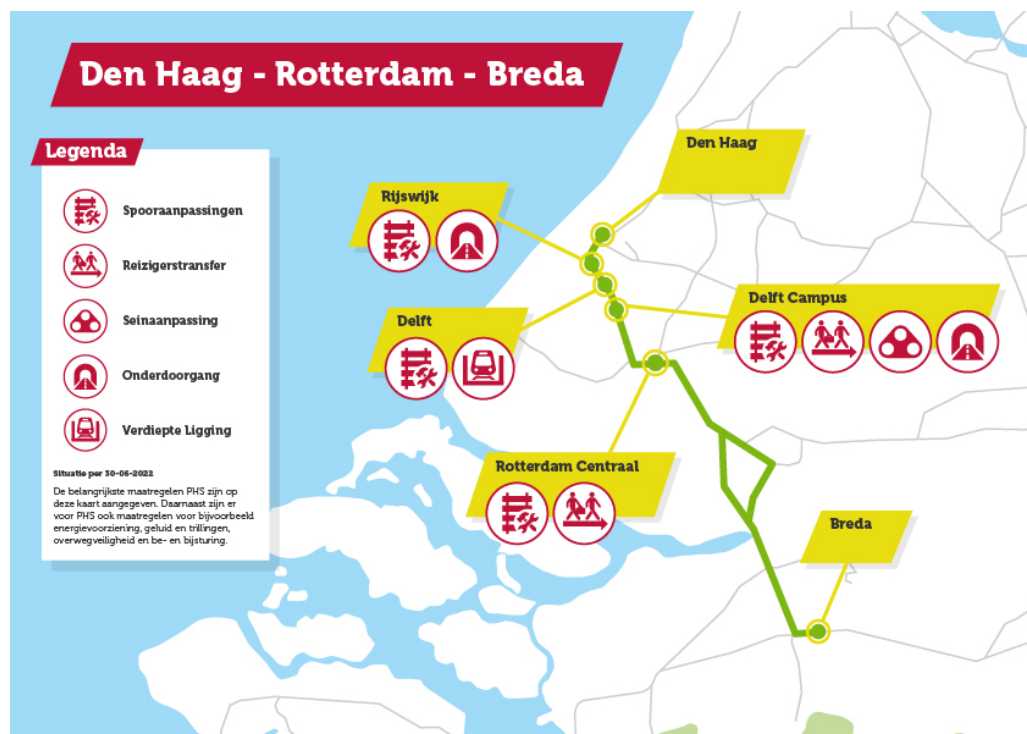 Den Haag - Rotterdam - Breda
Legenda
Spooraanpassingen
Reizigerstransfer
Seinaanpassing
Onderdoorgang
Verdiepte Ligging
Situatie per 30-06-2022
De belangrijkste maatregelen PHS zijn op
deze kaart aangegeven. Daarnaast zijn er
voor PHS ook maatregelen voor bijvoorbeeld
energievoorziening, geluid en trillingen,
overwegveiligheid en be- en bijsturing.
Den Haag
Rijswijk
Delft Campus
Delft
Rotterdam Centraal
Breda